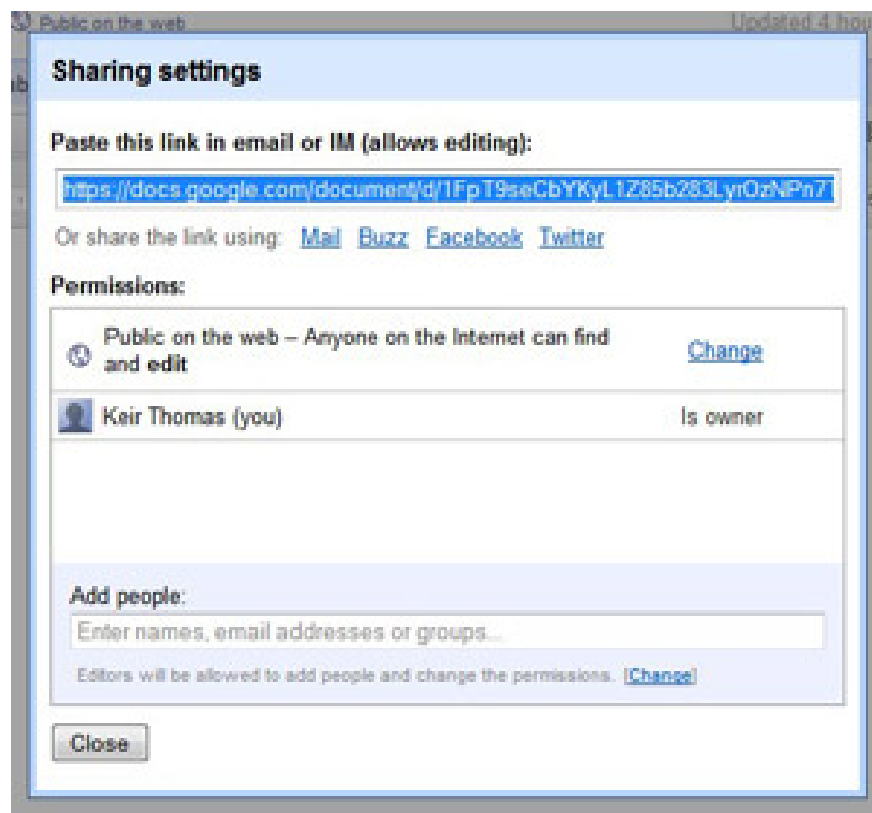 Public on the web
Updated 4 hou
ab
Sharing settings
Paste this link in email or IM (allows editing):
https://docs.google.com/document/d/1FpT9seCbYKyL1Z85b283LyrOzNPn7T
Or share the link using: Mail Buzz Facebook Twitter
Permissions:
Public on the web – Anyone on the Internet can find
and edit
Change
Keir Thomas (you)
Is owner
Add people:
Enter names, email addresses or groups...
Editors will be allowed to add people and change the permissions. [Change]
Close